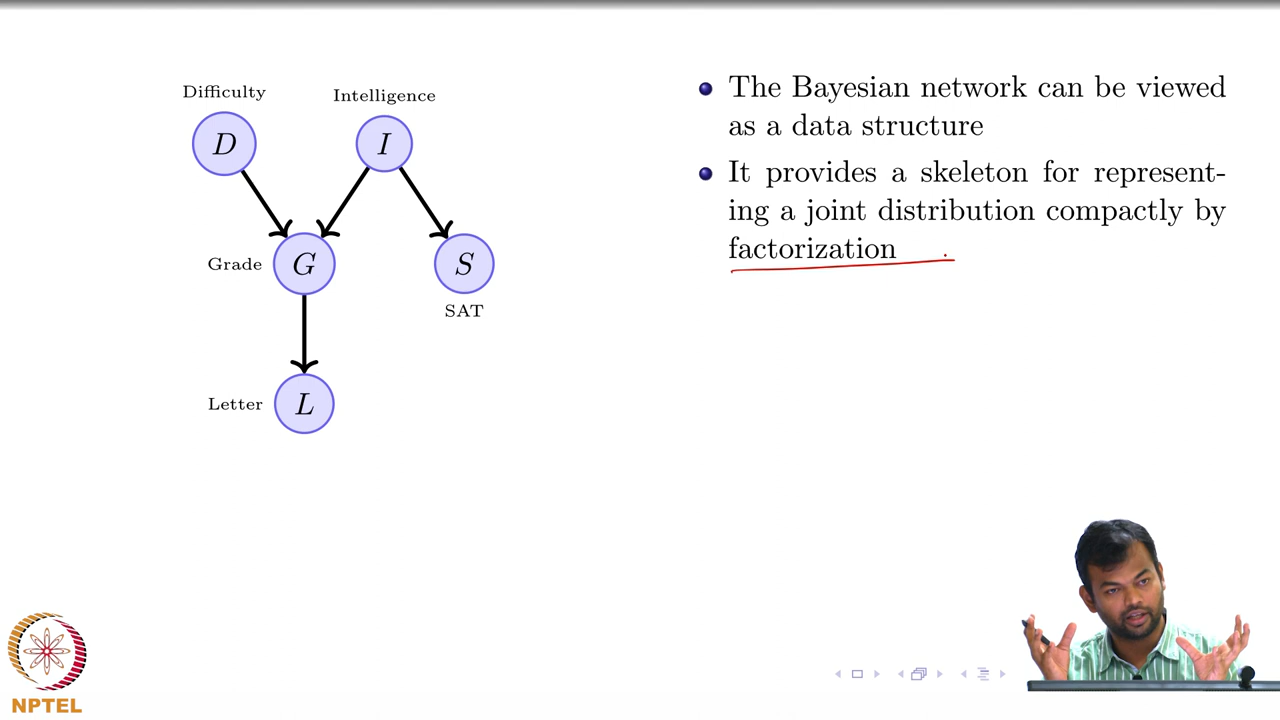 Difficulty
Intelligence
D
I
Grade
G
S
SAT
Letter
L
The Bayesian network can be viewed
as a data structure
It provides a skeleton for represent-
ing a joint distribution compactly by
factorization
NPTEL